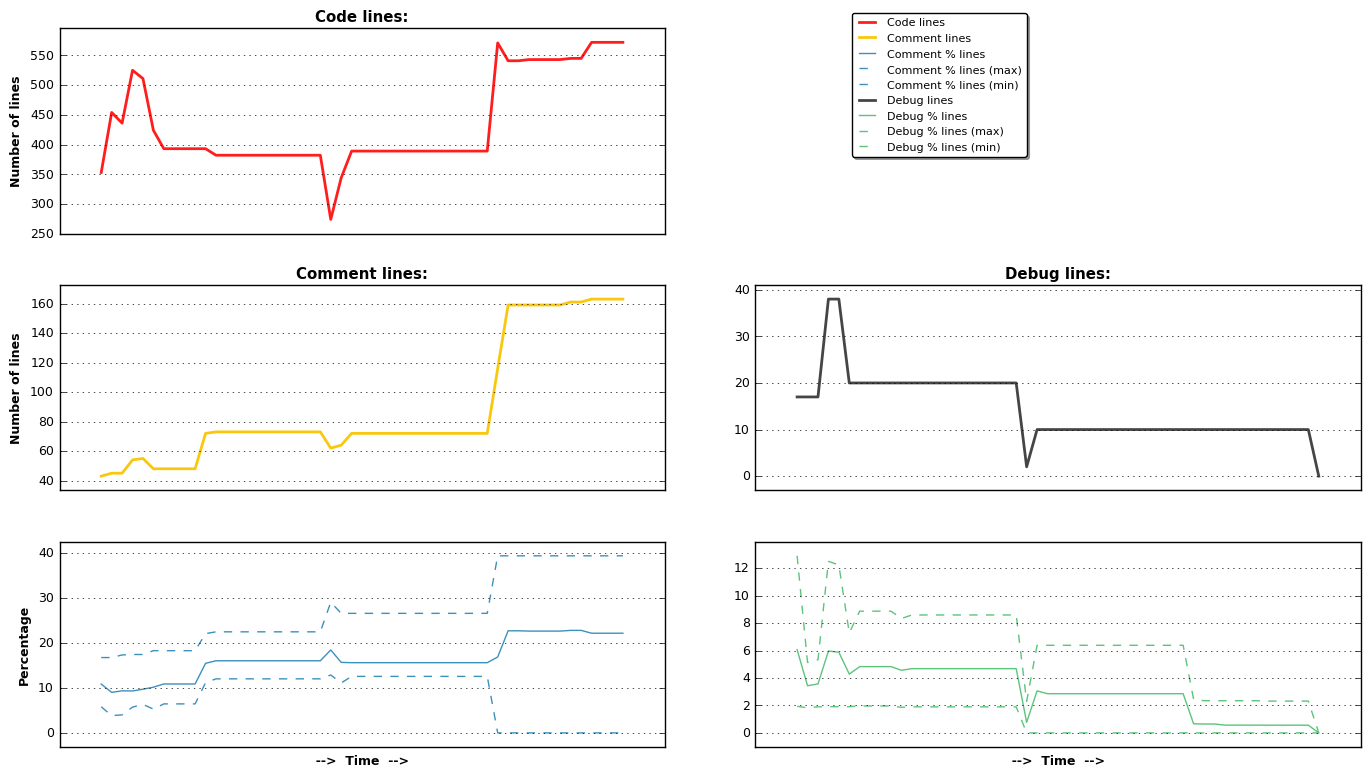 Code lines:
Number of lines
550
500
450
400
350
300
250
Code lines
Comment lines
Comment % lines
Comment % lines (max)
Comment % lines (min)
Debug lines
Debug % lines
Debug % lines (max)
Debug % lines (min)
Comment lines:
Number of lines
160
140
120
100
80
60
40
Debug lines:
40
30
20
10
0
Percentage
40
30
20
10
0
--> Time -->
12
10
8
6
4
2
0
--> Time -->